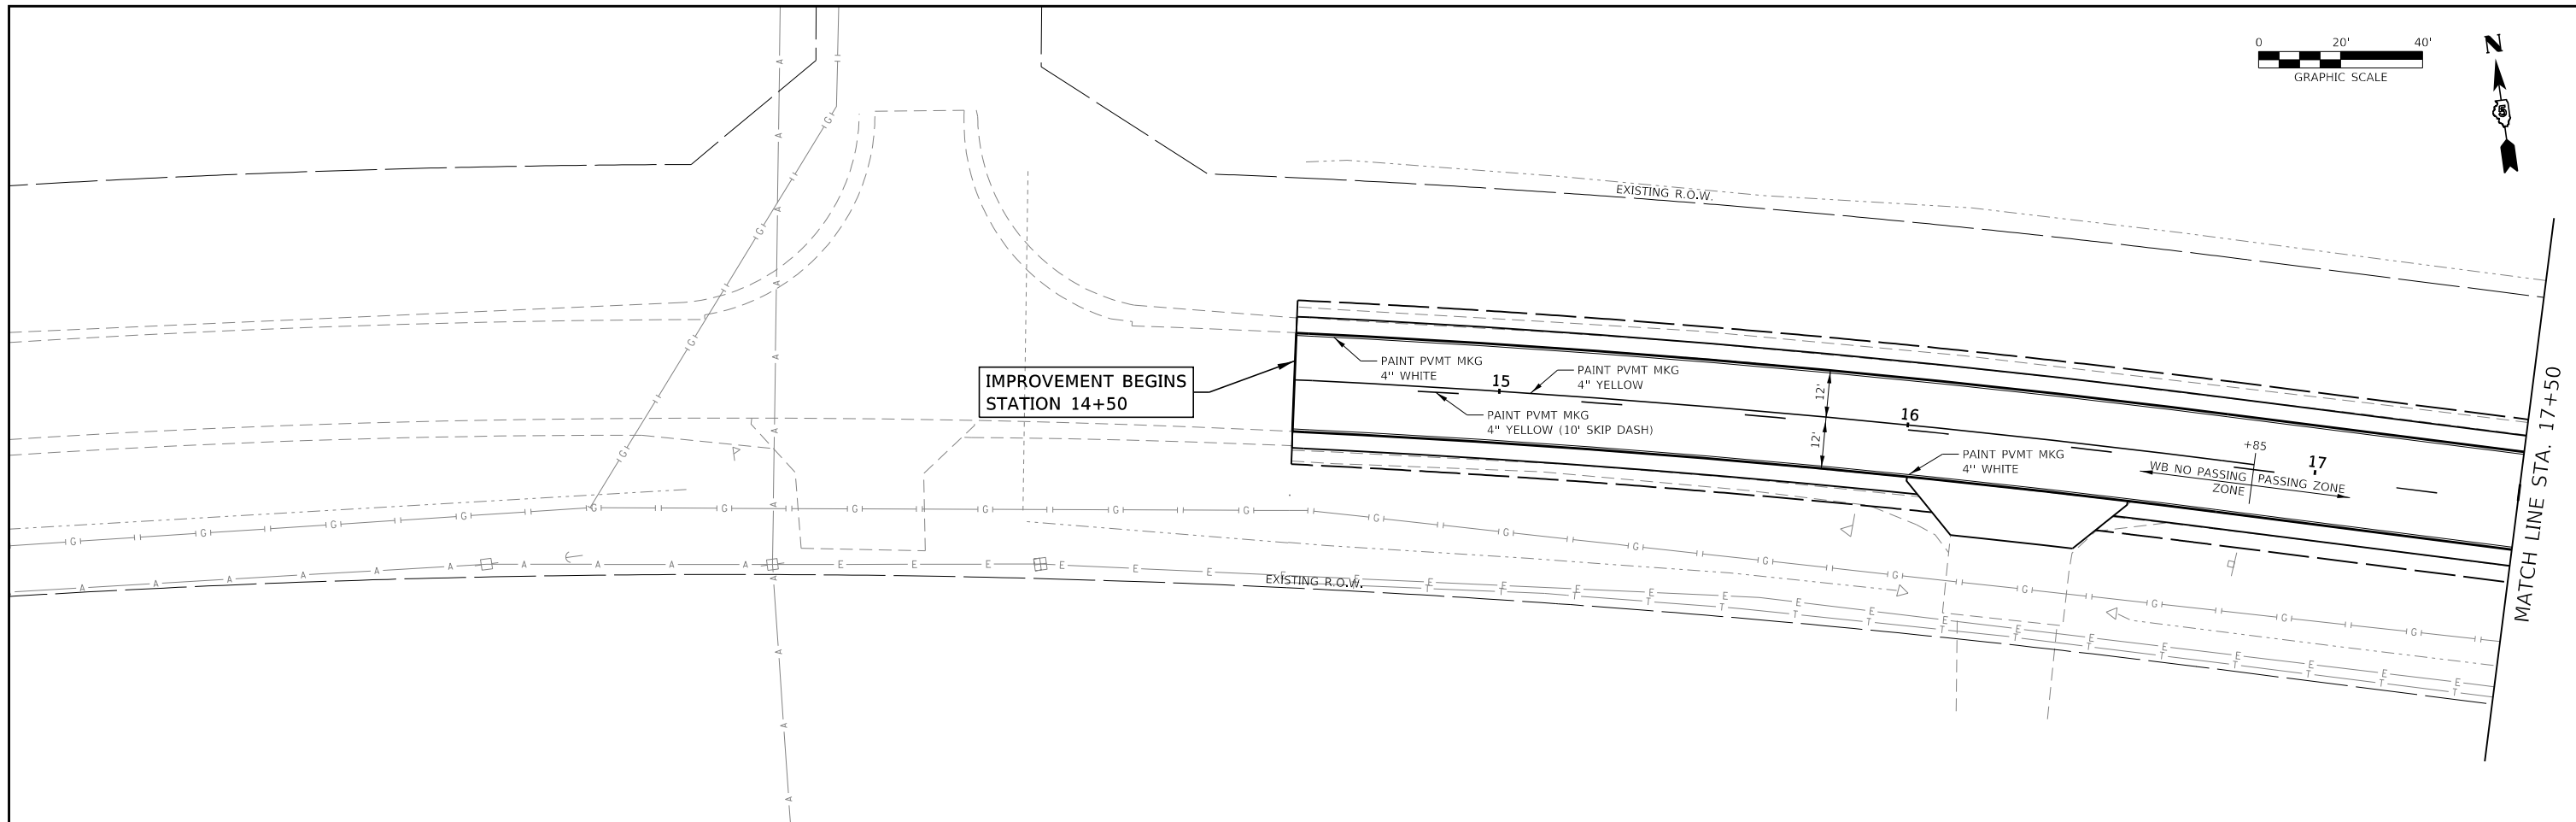 0 20' 40'
GRAPHIC SCALE
N
5
EXISTING R.O.W.
IMPROVEMENT BEGINS
STATION 14+50
PAINT PVMT MKG
4" WHITE
15
PAINT PVMT MKG
4" YELLOW
PAINT PVMT MKG
4" YELLOW (10' SKIP DASH)
12'
12'
16
PAINT PVMT MKG
4" WHITE
+85
17
WB NO PASSING
ZONE
PASSING ZONE
MATCH LINE STA. 17+50
EXISTING R.O.W.